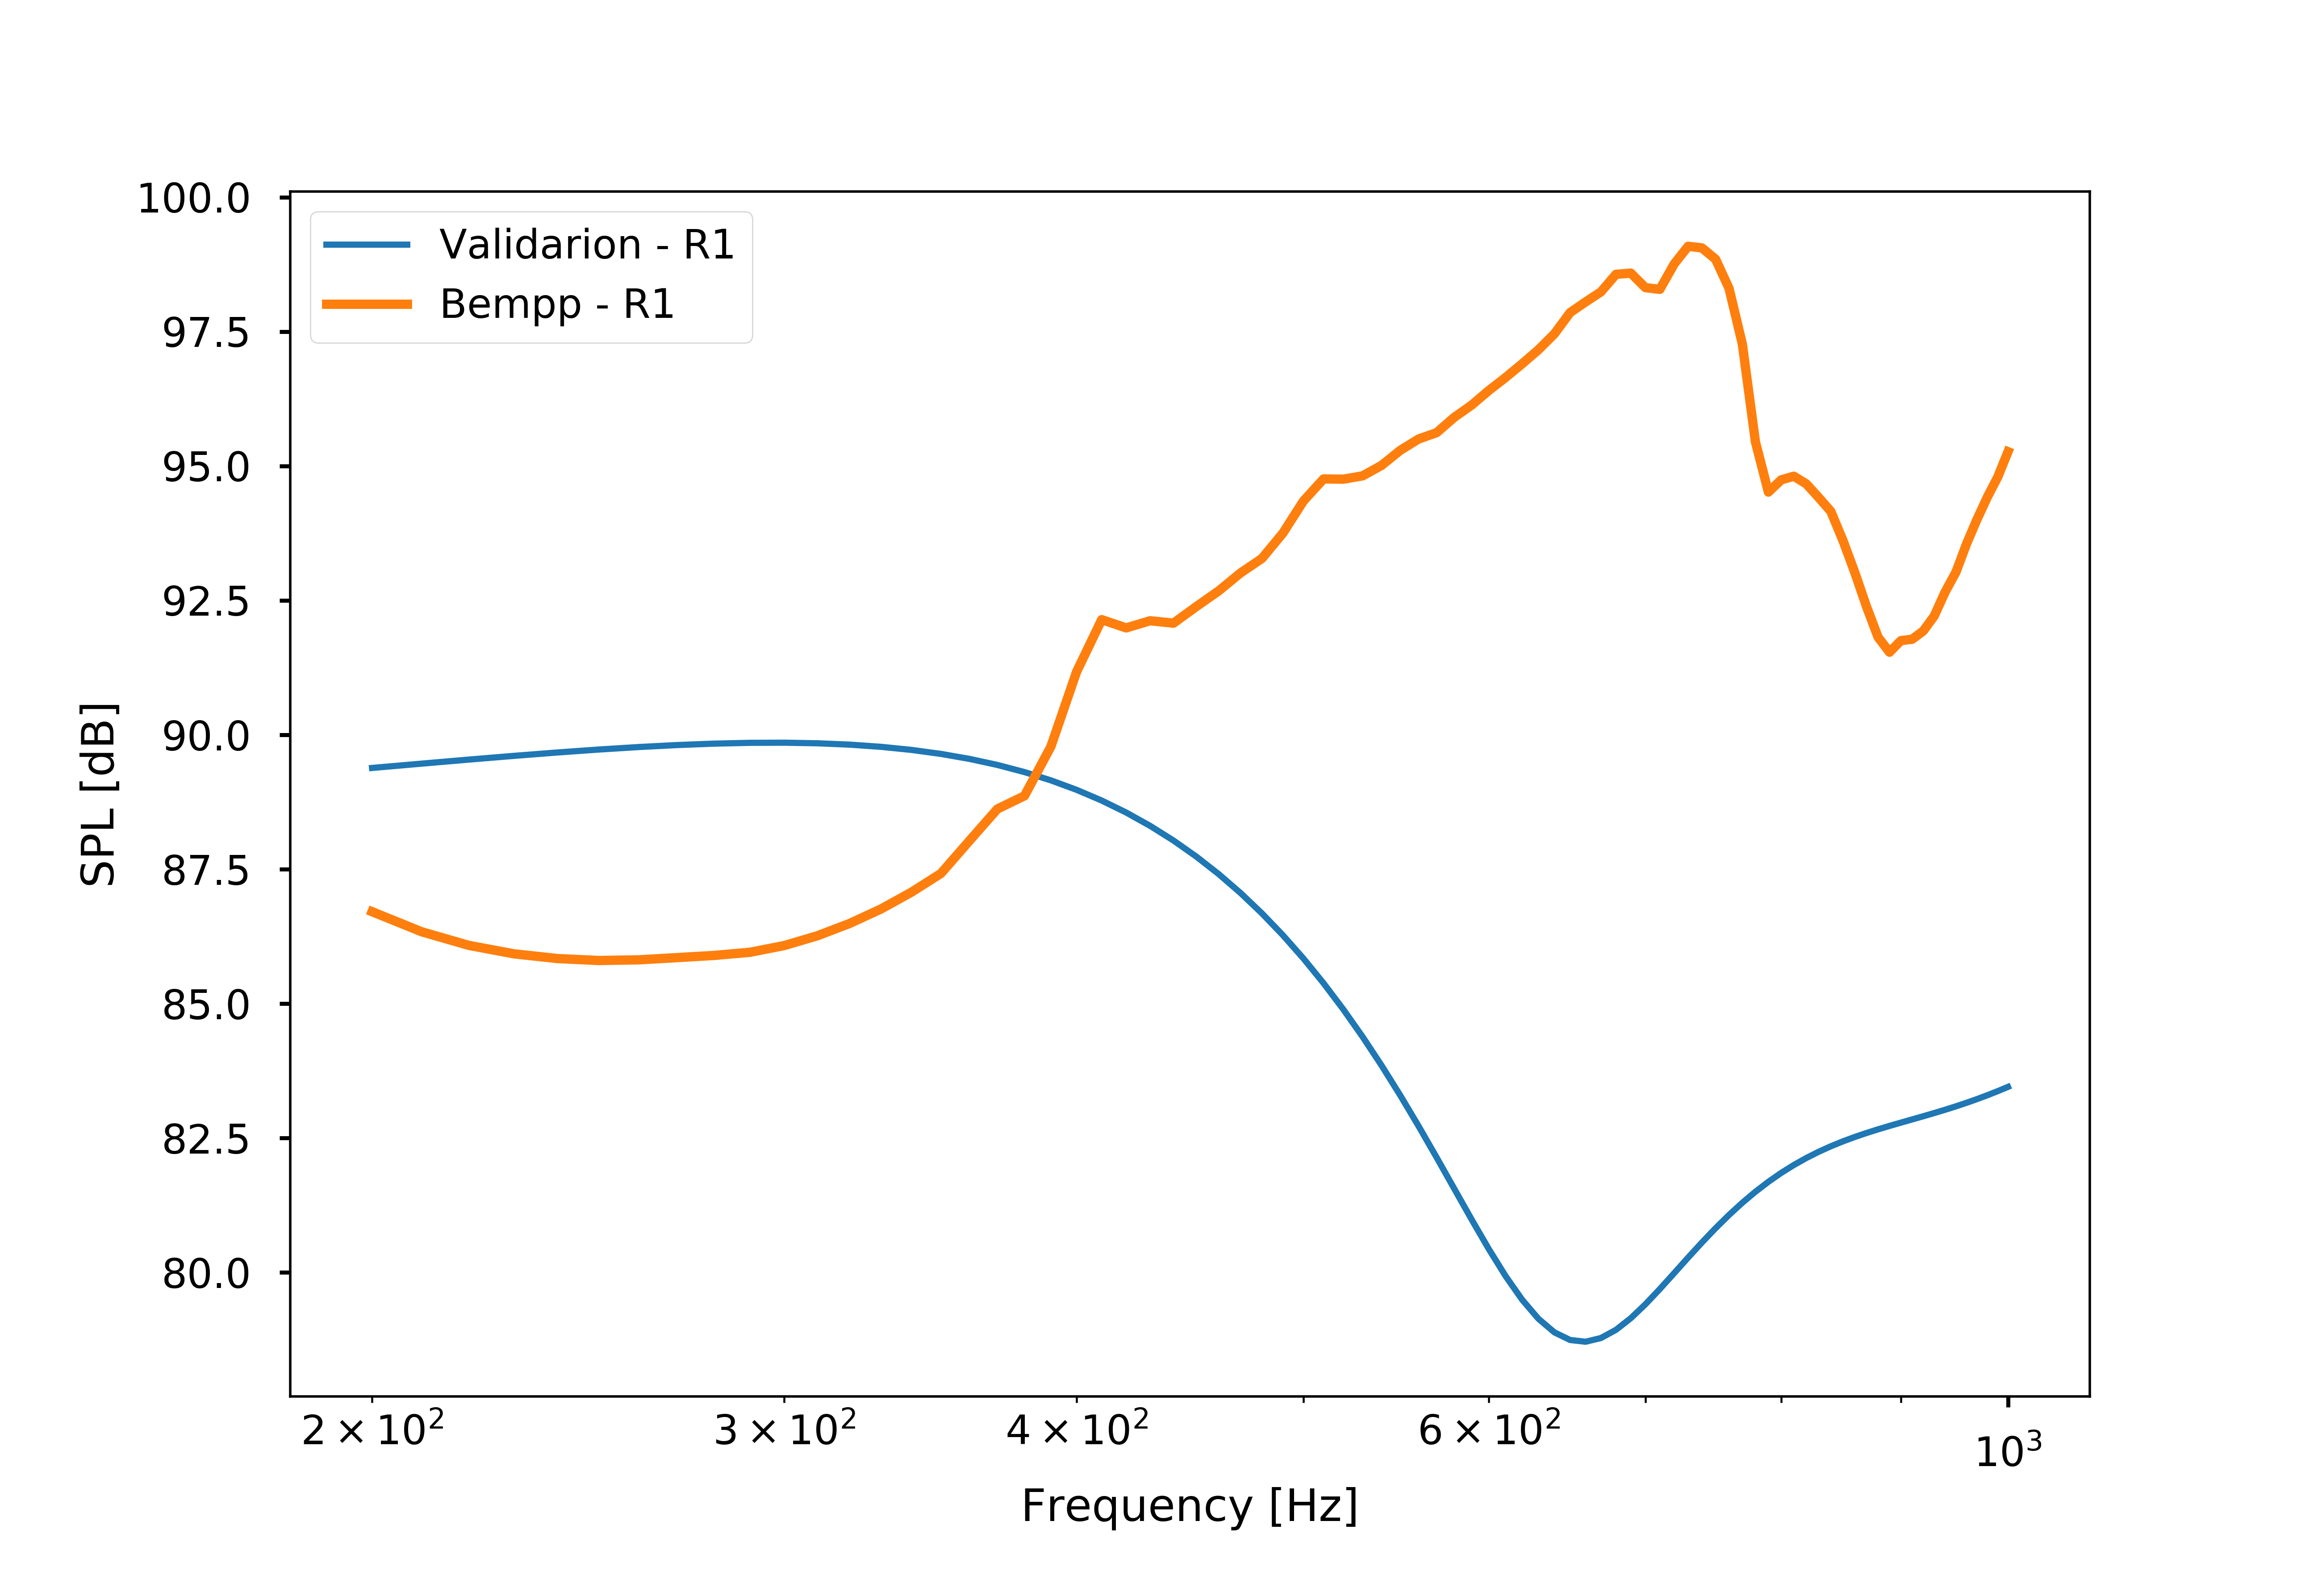 Validarion - R1
Bempp - R1
100.0
97.5
95.0
92.5
90.0
87.5
85.0
82.5
80.0
SPL [dB]
2 × 10² 3 × 10² 4 × 10² 6 × 10² 10³
Frequency [Hz]